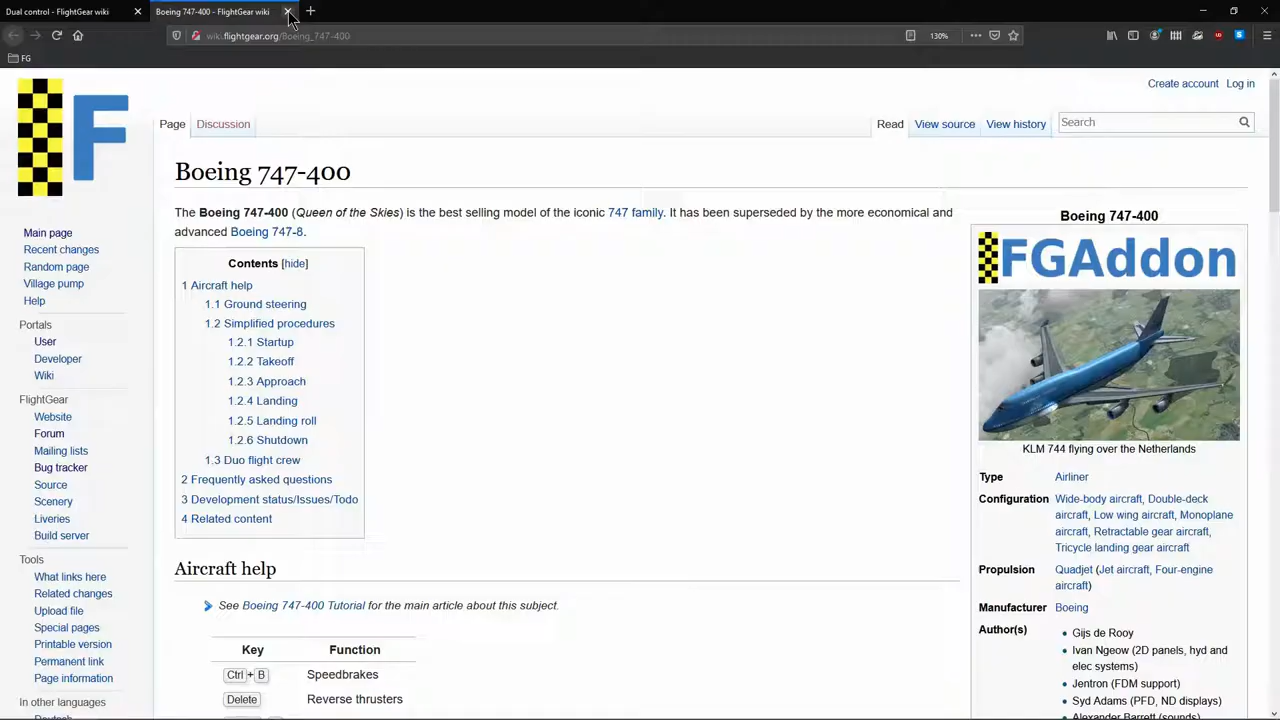 Dual control - FlightGear wiki
Boeing 747-400 - FlightGear wiki
wiki.flightgear.org/Boeing_747-400
130%
FG
F
Create account Log in
Page Discussion
Read View source View history
Search
Boeing 747-400
The Boeing 747-400 (Queen of the Skies) is the best selling model of the iconic 747 family. It has been superseded by the more economical and
advanced Boeing 747-8.
Contents [hide]
1 Aircraft help
1.1 Ground steering
1.2 Simplified procedures
1.2.1 Startup
1.2.2 Takeoff
1.2.3 Approach
1.2.4 Landing
1.2.5 Landing roll
1.2.6 Shutdown
1.3 Duo flight crew
2 Frequently asked questions
3 Development status/Issues/Todo
4 Related content
Aircraft help
See Boeing 747-400 Tutorial for the main article about this subject.
Key Function
Ctrl + B Speedbrakes
Delete Reverse thrusters
Boeing 747-400
FGAddon
KLM 744 flying over the Netherlands
Type Airliner
Configuration Wide-body aircraft, Double-deck
aircraft, Low wing aircraft, Monoplane
aircraft, Retractable gear aircraft,
Tricycle landing gear aircraft
Propulsion Quadjet (Jet aircraft, Four-engine
aircraft)
Manufacturer Boeing
Author(s)
Gijs de Rooy
Ivan Ngeow (2D panels, hyd and
elec systems)
Jentron (FDM support)
Syd Adams (PFD, ND displays)
Alexander Barrett (sounds)
Main page
Recent changes
Random page
Village pump
Help
Portals
User
Developer
Wiki
FlightGear
Website
Forum
Mailing lists
Bug tracker
Source
Scenery
Liveries
Build server
Tools
What links here
Related changes
Upload file
Special pages
Printable version
Permanent link
Page information
In other languages
Deutsch